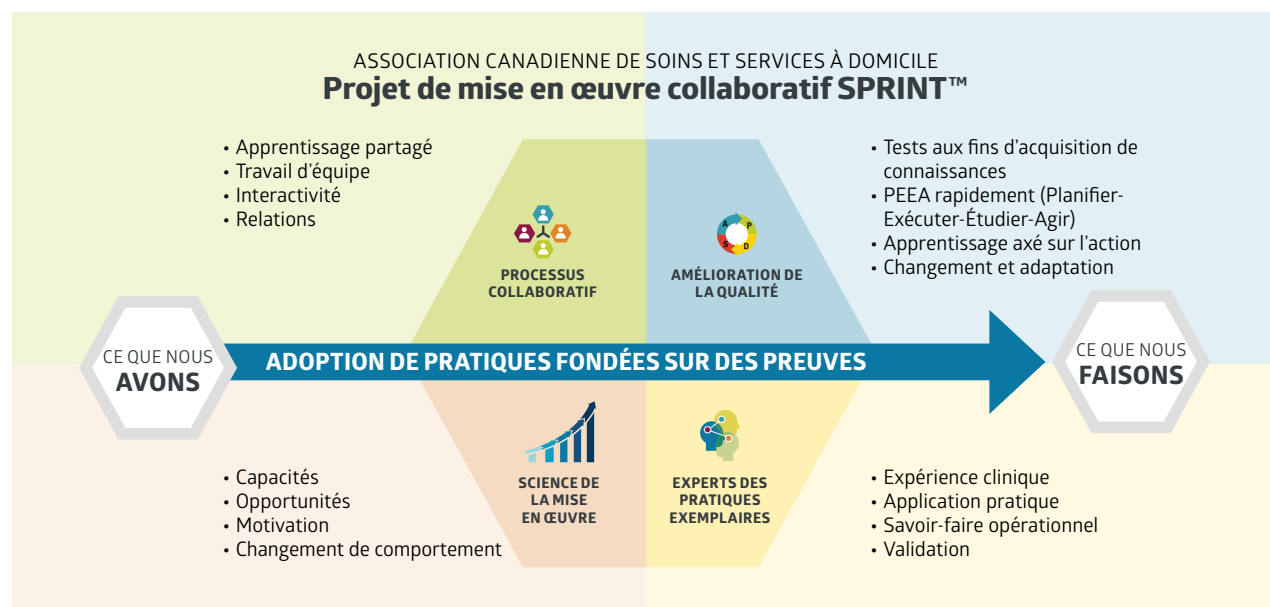 ASSOCIATION CANADIENNE DE SOINS ET SERVICES À DOMICILE
Projet de mise en œuvre collaboratif SPRINT™
• Apprentissage partagé
• Travail d'équipe
• Interactivité
• Relations
• Tests aux fins d'acquisition de
connaissances
• PEEA rapidement (Planifier-
Exécuter-Étudier-Agir)
• Apprentissage axé sur l'action
• Changement et adaptation
PROCESSUS
COLLABORATIF
A P
S D
AMÉLIORATION DE
LA QUALITÉ
CE QUE NOUS
AVONS
ADOPTION DE PRATIQUES FONDÉES SUR DES PREUVES
CE QUE NOUS
FAISONS
• Capacités
• Opportunités
• Motivation
• Changement de comportement
SCIENCE DE
LA MISE
EN ŒUVRE
EXPERTS DES
PRATIQUES
EXEMPLAIRES
• Expérience clinique
• Application pratique
• Savoir-faire opérationnel
• Validation